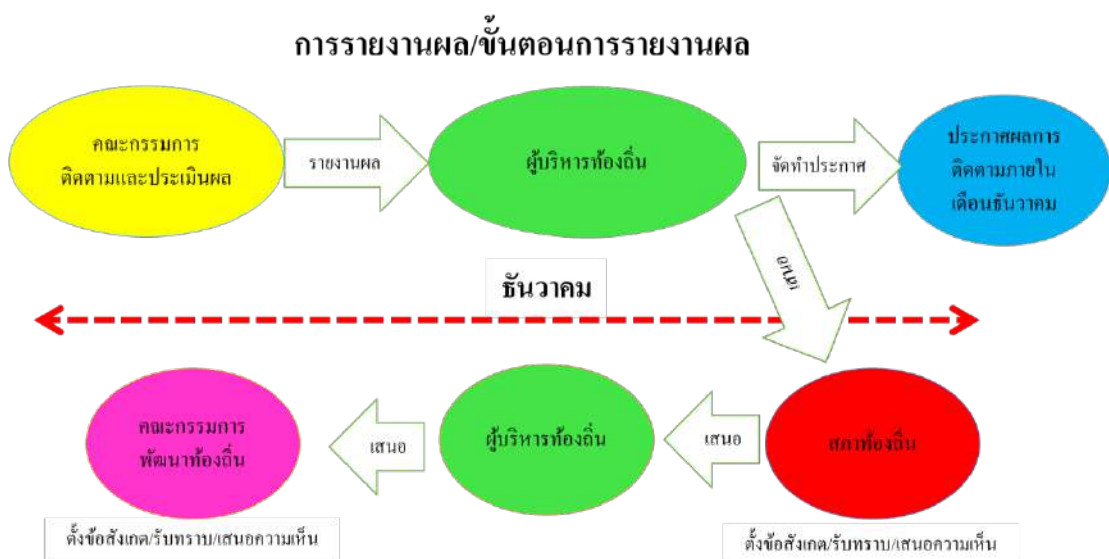 การรายงานผล/ขั้นตอนการรายงานผล
คณะกรรมการ
ติดตามและประเมินผล
รายงานผล
ผู้บริหารท้องถิ่น
จัดทำประกาศ
ประกาศผลการ
ติดตามภายใน
เดือนธันวาคม
เสนอ
ธันวาคม
คณะกรรมการ
พัฒนาท้องถิ่น
เสนอ
ผู้บริหารท้องถิ่น
เสนอ
สภาท้องถิ่น
ตั้งข้อสังเกต/รับทราบ/เสนอความเห็น
ตั้งข้อสังเกต/รับทราบ/เสนอความเห็น